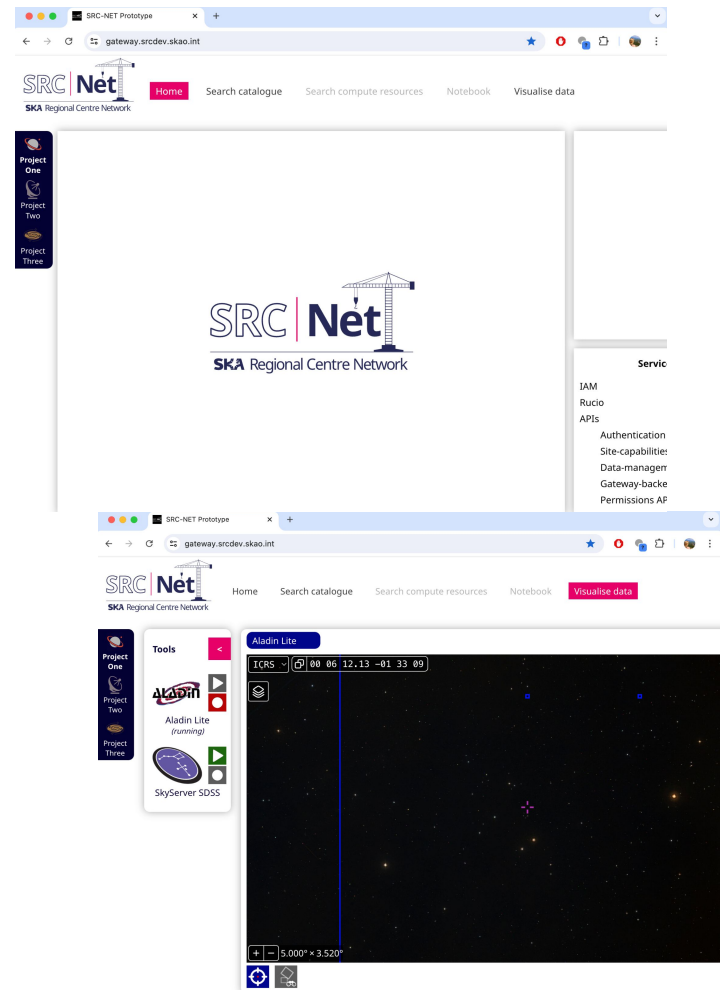 SRC-NET Prototype
gateway.srcdev.skao.int
SRC Net
SKA Regional Centre Network
Home Search catalogue Search compute resources Notebook Visualise data
Project
One
Project
Two
Project
Three
SRC Net
SKA Regional Centre Network
Servic
IAM
Rucio
APIs
Authentication
Site-capabilities
Data-managem
Gateway-backe
Permissions AP
SRC-NET Prototype
gateway.srcdev.skao.int
SRC Net
SKA Regional Centre Network
Home Search catalogue Search compute resources Notebook Visualise data
Project
One
Project
Two
Project
Three
Tools <
ALADiN
Aladin Lite
(running)
SkyServer SDSS
Aladin Lite
ICRS 00 06 12.13 −01 33 09
+ − 5.000° × 3.520°